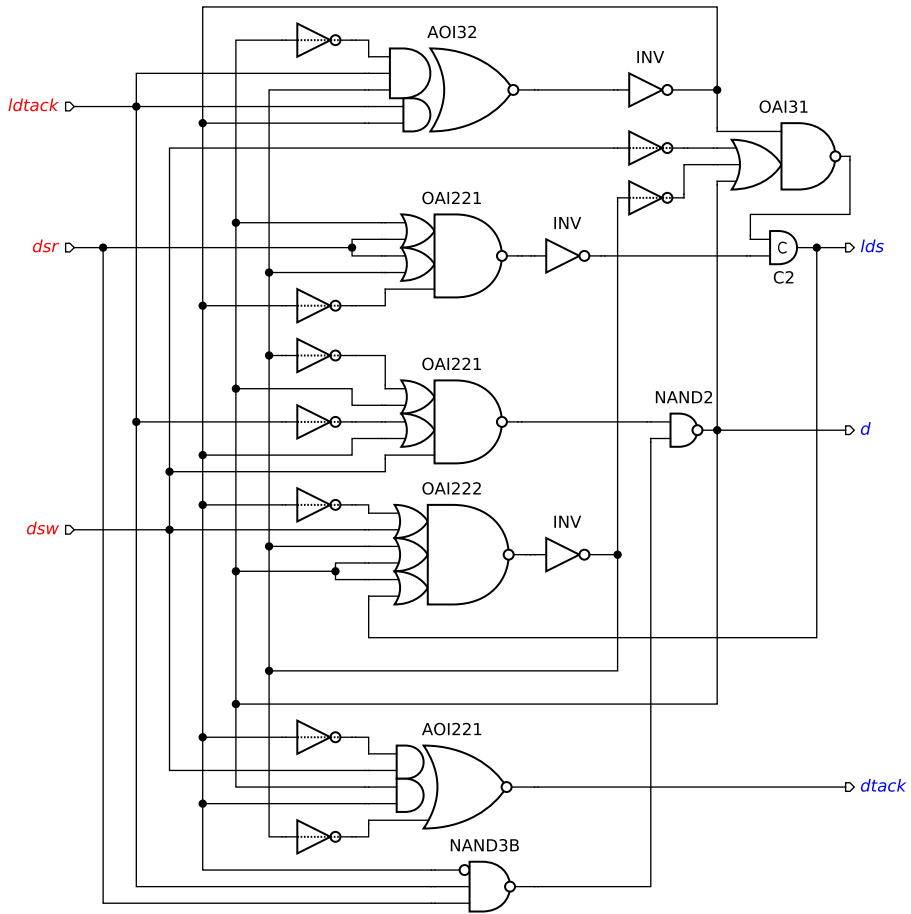 AOI32
INV
ldtack
OAI31
OAI221
INV
dsr
C
lds
C2
OAI221
NAND2
d
OAI222
dsw
INV
AOI221
dtack
NAND3B